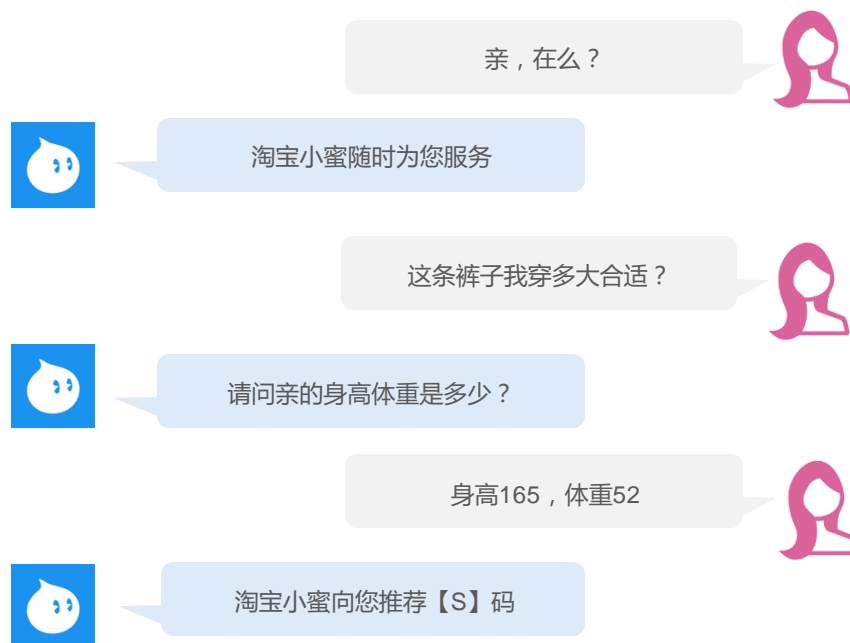 亲，在么？
淘宝小蜜随时为您服务
这条裤子我穿多大合适？
请问亲的身高体重是多少？
身高165，体重52
淘宝小蜜向您推荐【S】码